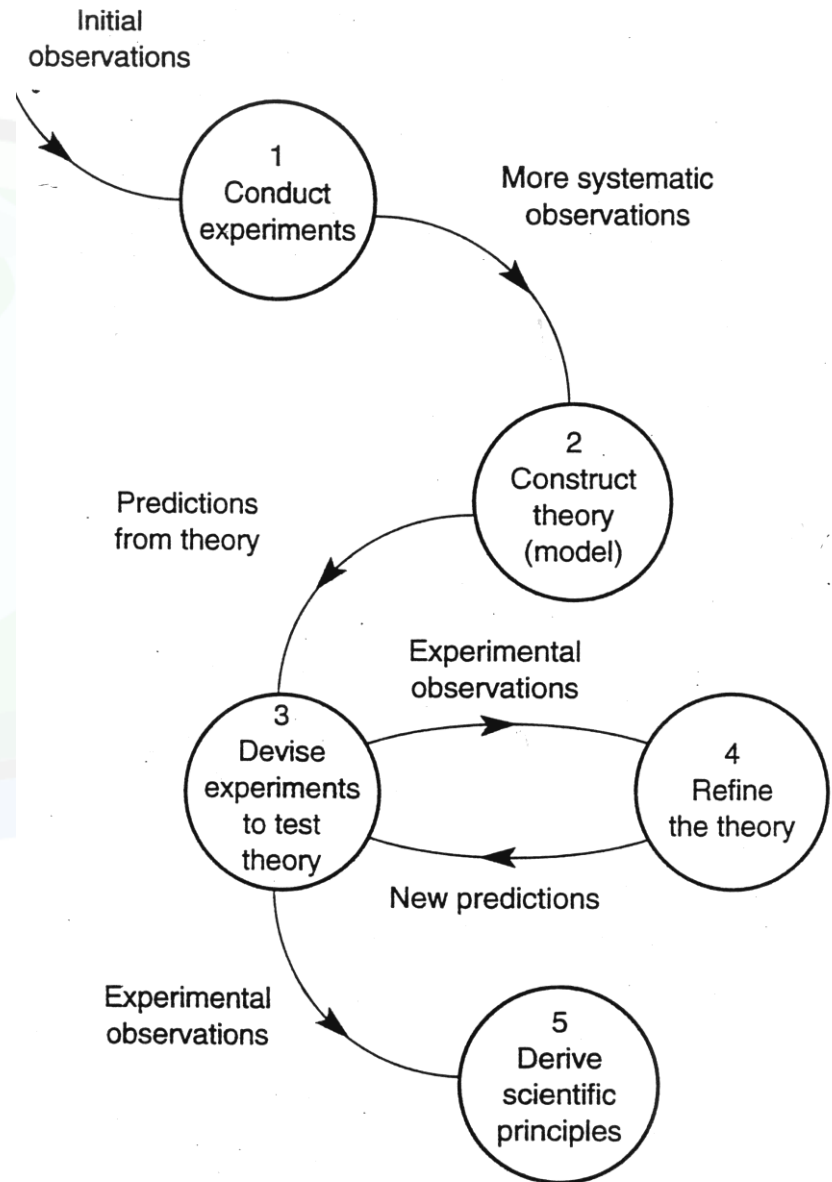 Initial
observations
1
Conduct
experiments
More systematic
observations
2
Construct
theory
(model)
Predictions
from theory
Experimental
observations
3
Devise
experiments
to test
theory
4
Refine
the theory
New predictions
Experimental
observations
5
Derive
scientific
principles